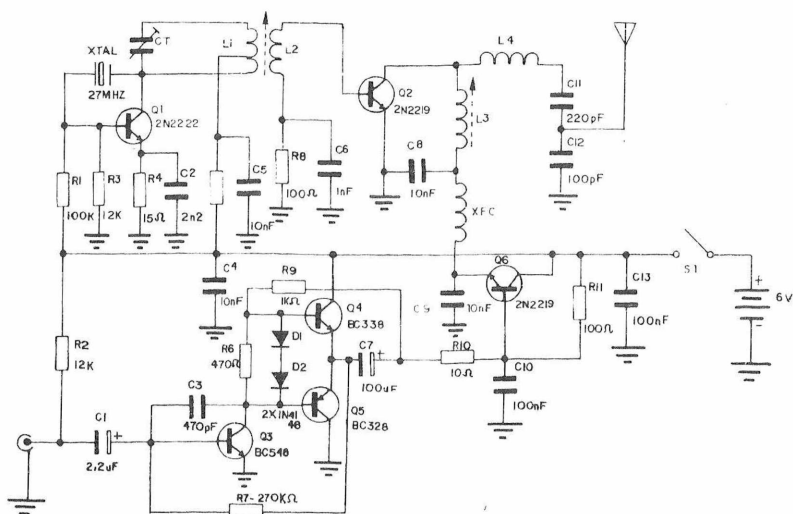 CT
L1
L2
L4
XTAL
27MHZ
Q1
2N2222
Q2
2N2219
L3
C11
220pF
C12
100pF
C8
10nF
R1
100K
R3
12K
R4
15Ω
C2
2n2
C5
10nF
R8
100Ω
C6
1nF
C4
10nF
R9
1KΩ
Q4
BC338
Q6
2N2219
C9
10nF
R11
100Ω
C13
100nF
S1
+
6V
-
R2
12K
R6
470Ω
D1
D2
2X1N41
48
C7
+
100uF
R10
10Ω
C10
100nF
C3
470pF
Q5
BC328
C1
+
2,2uF
Q3
BC548
R7-270KΩ